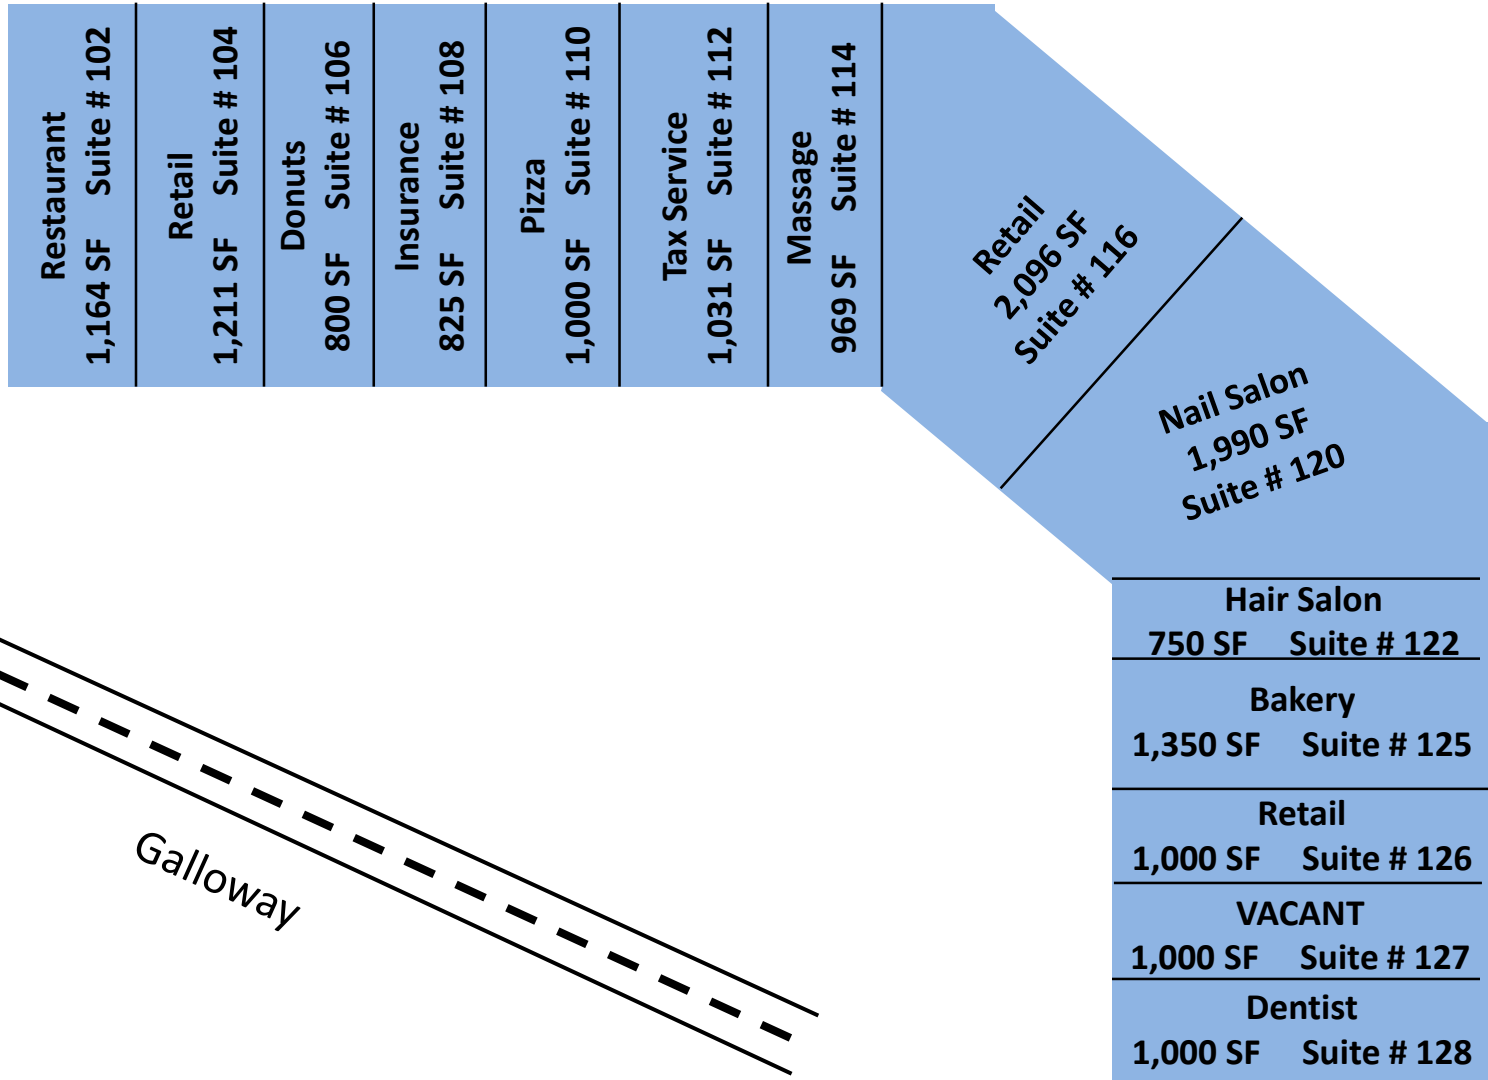 Restaurant
1,164 SF Suite # 102
Retail
1,211 SF Suite # 104
Donuts
800 SF Suite # 106
Insurance
825 SF Suite # 108
Pizza
1,000 SF Suite # 110
Tax Service
1,031 SF Suite # 112
Massage
969 SF Suite # 114
Retail
2,096 SF
Suite # 116
Nail Salon
1,990 SF
Suite # 120
Hair Salon
750 SF Suite # 122
Bakery
1,350 SF Suite # 125
Retail
1,000 SF Suite # 126
VACANT
1,000 SF Suite # 127
Dentist
1,000 SF Suite # 128
Galloway